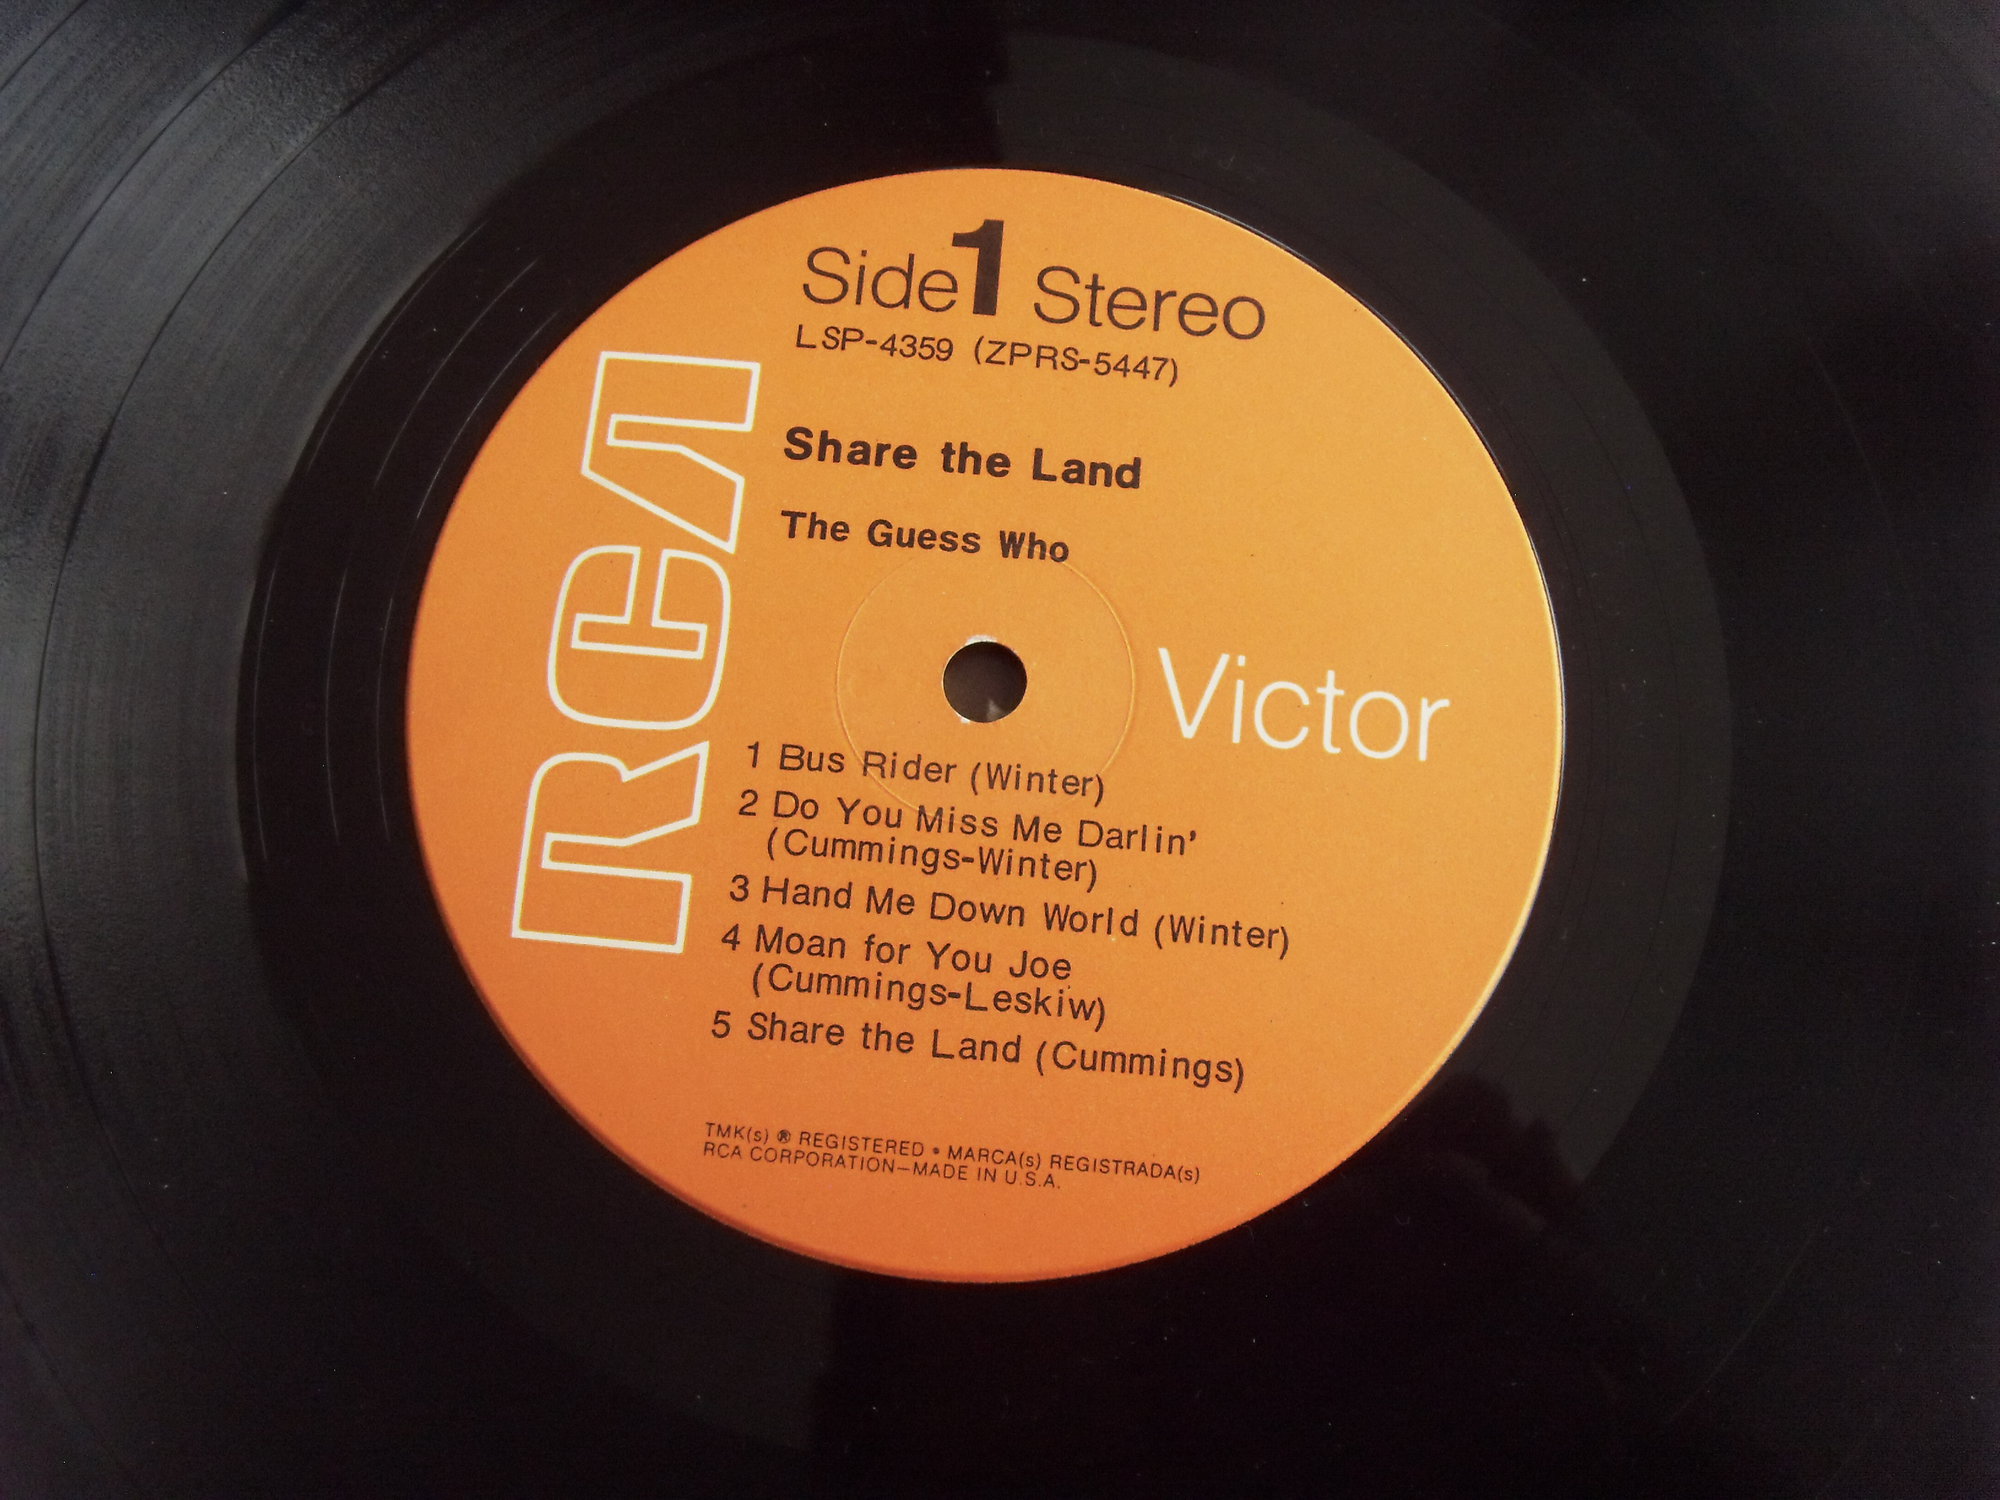 Side 1 Stereo
LSP-4359 (ZPRS-5447)
RCA
Share the Land
The Guess Who
Victor
1 Bus Rider (Winter)
2 Do You Miss Me Darlin'
(Cummings-Winter)
3 Hand Me Down World (Winter)
4 Moan for You Joe
(Cummings-Leskiw)
5 Share the Land (Cummings)
TMK(s) ® REGISTERED • MARCA(s) REGISTRADA(s)
RCA CORPORATION—MADE IN U.S.A.